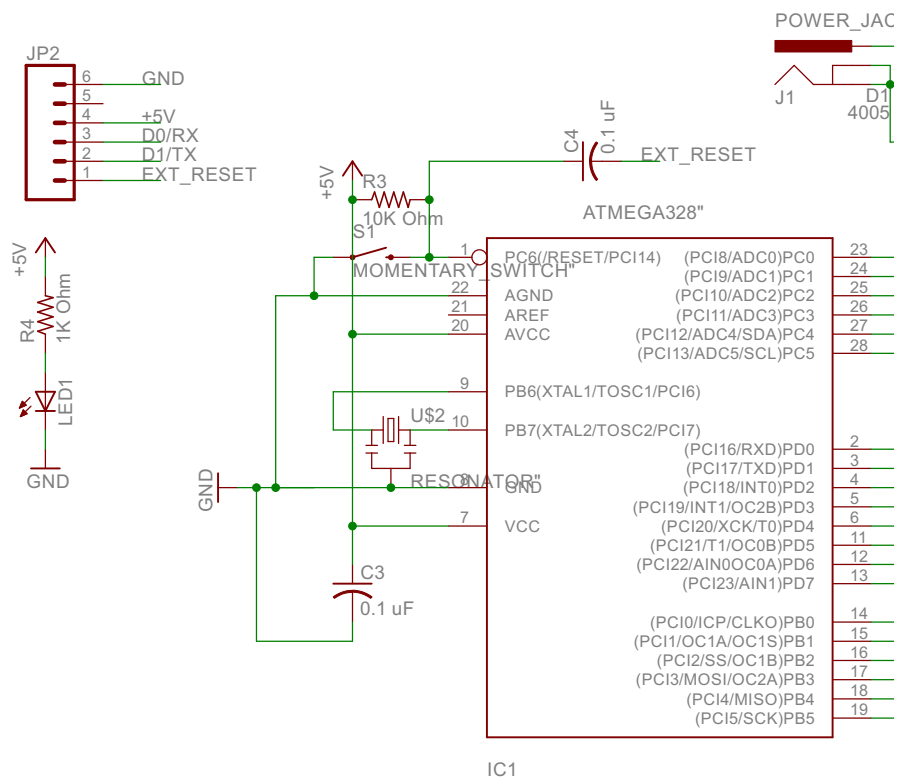 POWER_JAC
J1
D1
4005
JP2
6
GND
5
4
+5V
3
D0/RX
2
D1/TX
1
EXT_RESET
C4
0.1 uF
EXT_RESET
+5V
R3
10K Ohm
S1
MOMENTARY_SWITCH"
+5V
R4
1K Ohm
LED1
GND
ATMEGA328"
1
PC6(/RESET/PCI14)
22
AGND
21
AREF
20
AVCC
9
PB6(XTAL1/TOSC1/PCI6)
10
PB7(XTAL2/TOSC2/PCI7)
U$2
RESONATOR"
8
GND
7
VCC
GND
C3
0.1 uF
(PCI8/ADC0)PC0
23
(PCI9/ADC1)PC1
24
(PCI10/ADC2)PC2
25
(PCI11/ADC3)PC3
26
(PCI12/ADC4/SDA)PC4
27
(PCI13/ADC5/SCL)PC5
28
(PCI16/RXD)PD0
2
(PCI17/TXD)PD1
3
(PCI18/INT0)PD2
4
(PCI19/INT1/OC2B)PD3
5
(PCI20/XCK/T0)PD4
6
(PCI21/T1/OC0B)PD5
11
(PCI22/AIN0OC0A)PD6
12
(PCI23/AIN1)PD7
13
(PCI0/ICP/CLKO)PB0
14
(PCI1/OC1A/OC1S)PB1
15
(PCI2/SS/OC1B)PB2
16
(PCI3/MOSI/OC2A)PB3
17
(PCI4/MISO)PB4
18
(PCI5/SCK)PB5
19
IC1